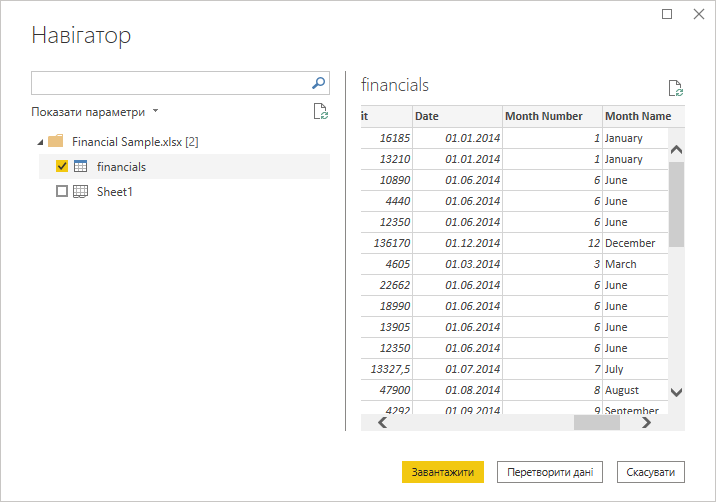 Навігатор
Показати параметри
Financial Sample.xlsx [2]
financials
Sheet1
financials
it Date Month Number Month Name
16185 01.01.2014 1 January
13210 01.01.2014 1 January
10890 01.06.2014 6 June
4440 01.06.2014 6 June
12350 01.06.2014 6 June
136170 01.12.2014 12 December
4605 01.03.2014 3 March
22662 01.06.2014 6 June
18990 01.06.2014 6 June
13905 01.06.2014 6 June
12350 01.06.2014 6 June
13327,5 01.07.2014 7 July
47900 01.08.2014 8 August
4292 01.09.2014 9 September
Завантажити Перетворити дані Скасувати